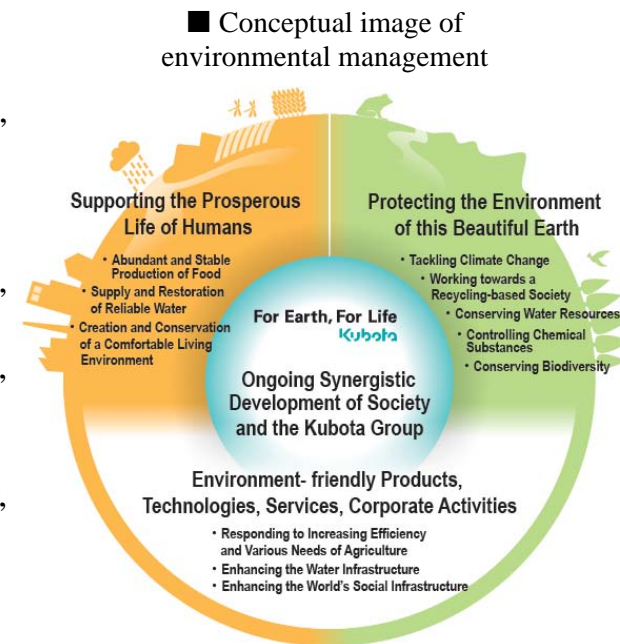 ■ Conceptual image of
environmental management
,
,
,
,
Supporting the Prosperous
Life of Humans
・Abundant and Stable
Production of Food
・Supply and Restoration
of Reliable Water
・Creation and Conservation
of a Comfortable Living
Environment
Protecting the Environment
of this Beautiful Earth
・Tackling Climate Change
・Working towards a
Recycling-based Society
・Conserving Water Resources
・Controlling Chemical
Substances
・Conserving Biodiversity
For Earth, For Life
Kubota
Ongoing Synergistic
Development of Society
and the Kubota Group
Environment- friendly Products,
Technologies, Services, Corporate Activities
・Responding to Increasing Efficiency
and Various Needs of Agriculture
・Enhancing the Water Infrastructure
・Enhancing the World's Social Infrastructure